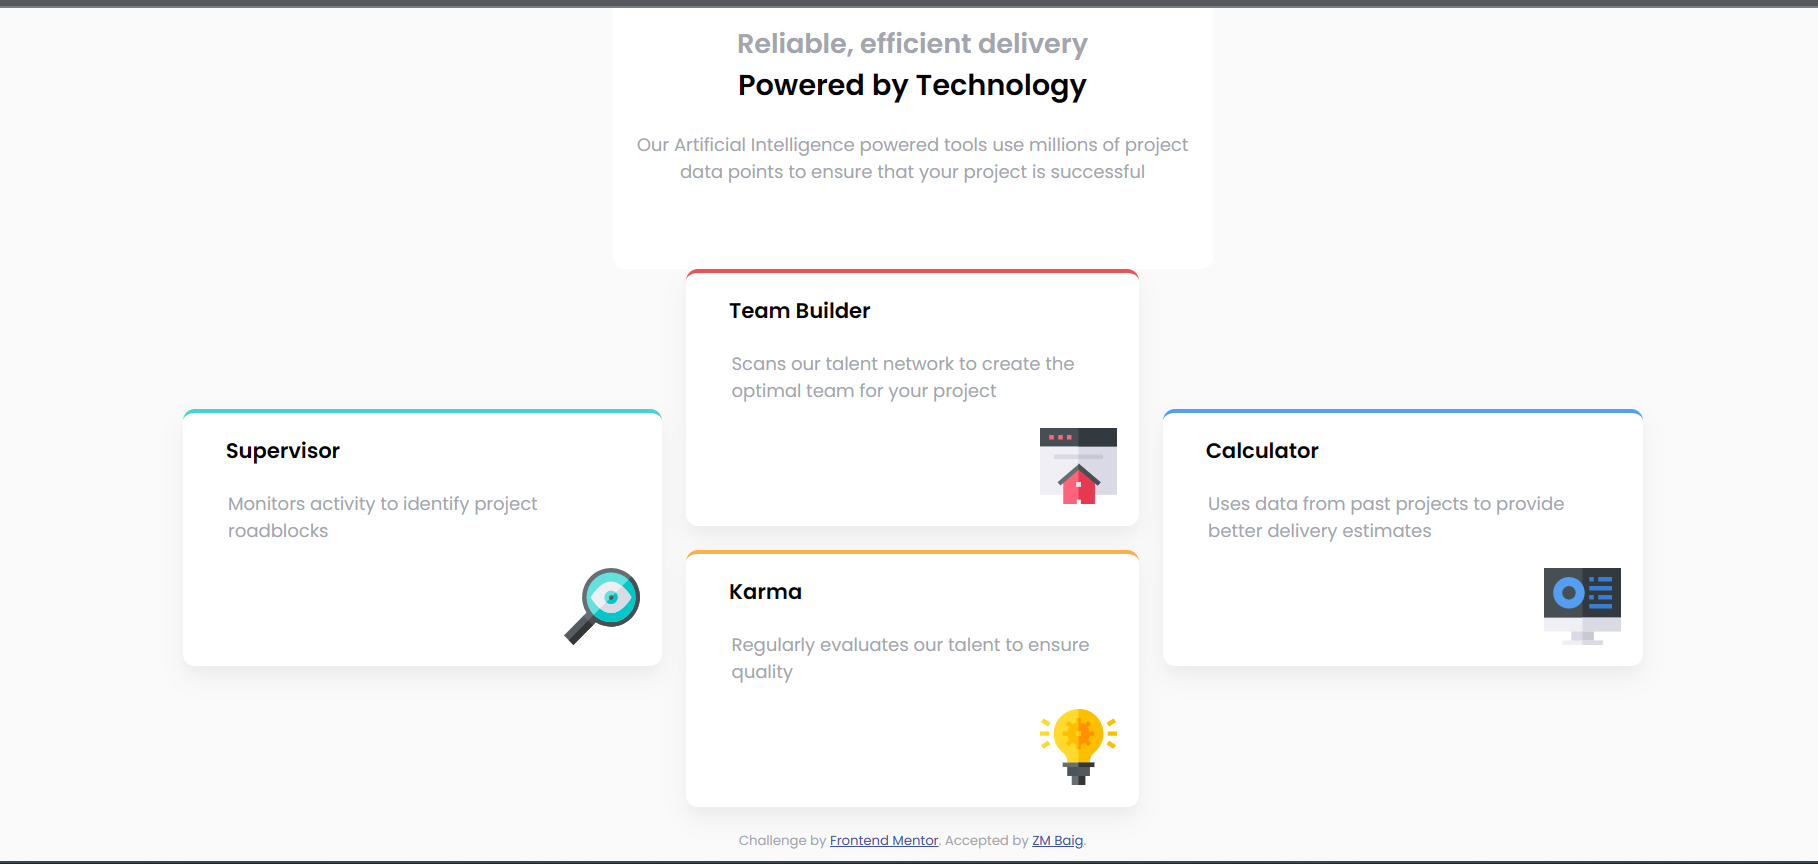 Reliable, efficient delivery
Powered by Technology
Our Artificial Intelligence powered tools use millions of project
data points to ensure that your project is successful
Supervisor
Monitors activity to identify project
roadblocks
Team Builder
Scans our talent network to create the
optimal team for your project
Karma
Regularly evaluates our talent to ensure
quality
Calculator
Uses data from past projects to provide
better delivery estimates
Challenge by Frontend Mentor. Accepted by ZM Baig.